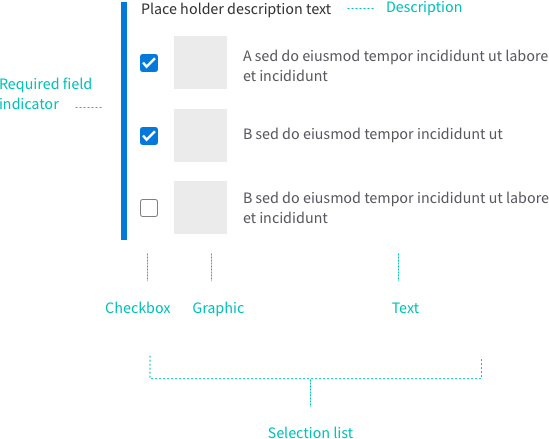 Place holder description text
Description
A sed do eiusmod tempor incididunt ut labore
et incididunt
Required field
indicator
B sed do eiusmod tempor incididunt ut
B sed do eiusmod tempor incididunt ut labore
et incididunt
Checkbox
Graphic
Text
Selection list